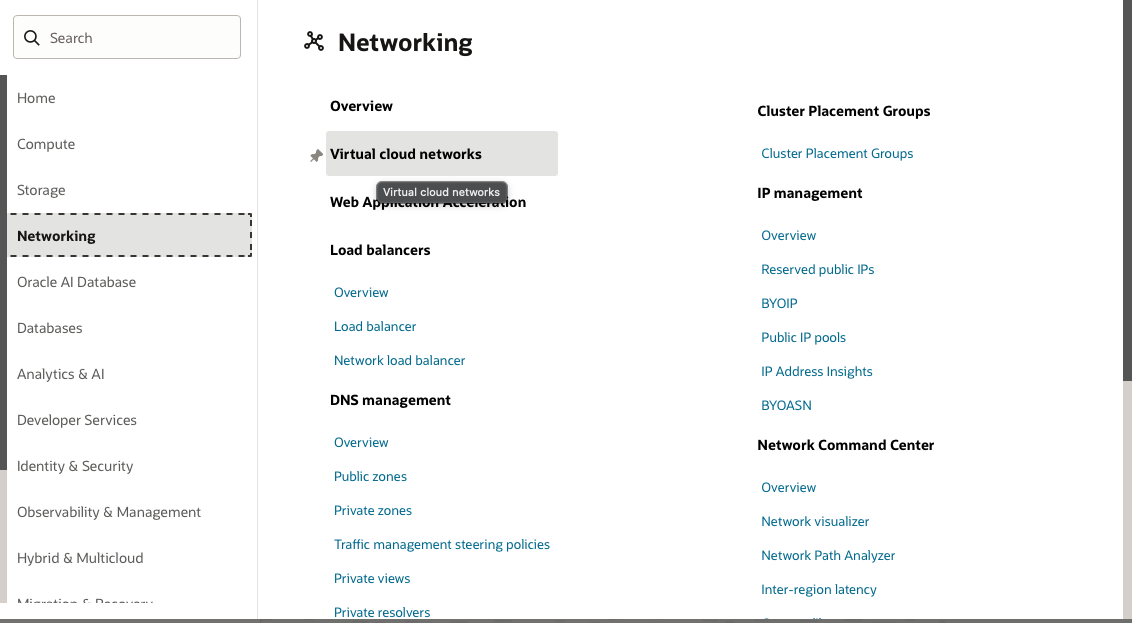 Search
Home
Compute
Storage
Networking
Oracle AI Database
Databases
Analytics & AI
Developer Services
Identity & Security
Observability & Management
Hybrid & Multicloud
Migration & Recovery
Networking
Overview
Virtual cloud networks
Virtual cloud networks
Web Application Acceleration
Load balancers
Overview
Load balancer
Network load balancer
DNS management
Overview
Public zones
Private zones
Traffic management steering policies
Private views
Private resolvers
Cluster Placement Groups
Cluster Placement Groups
IP management
Overview
Reserved public IPs
BYOIP
Public IP pools
IP Address Insights
BYOASN
Network Command Center
Overview
Network visualizer
Network Path Analyzer
Inter-region latency